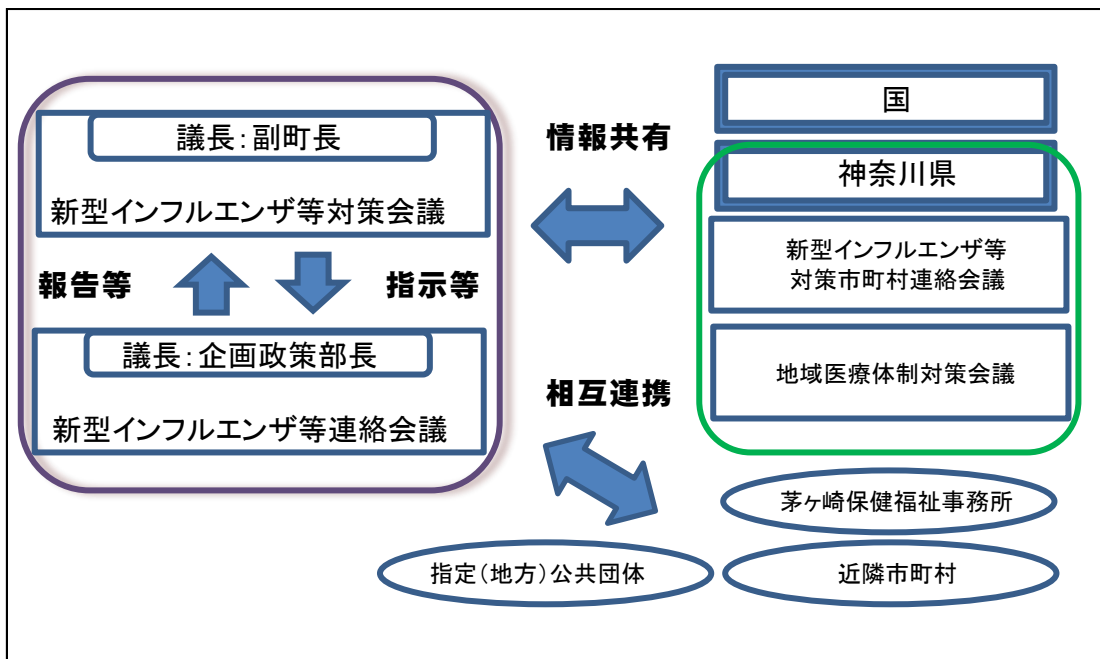 議長：副町長
新型インフルエンザ等対策会議
報告等
指示等
議長：企画政策部長
新型インフルエンザ等連絡会議
情報共有
相互連携
国
神奈川県
新型インフルエンザ等
対策市町村連絡会議
地域医療体制対策会議
茅ヶ崎保健福祉事務所
指定（地方）公共団体
近隣市町村